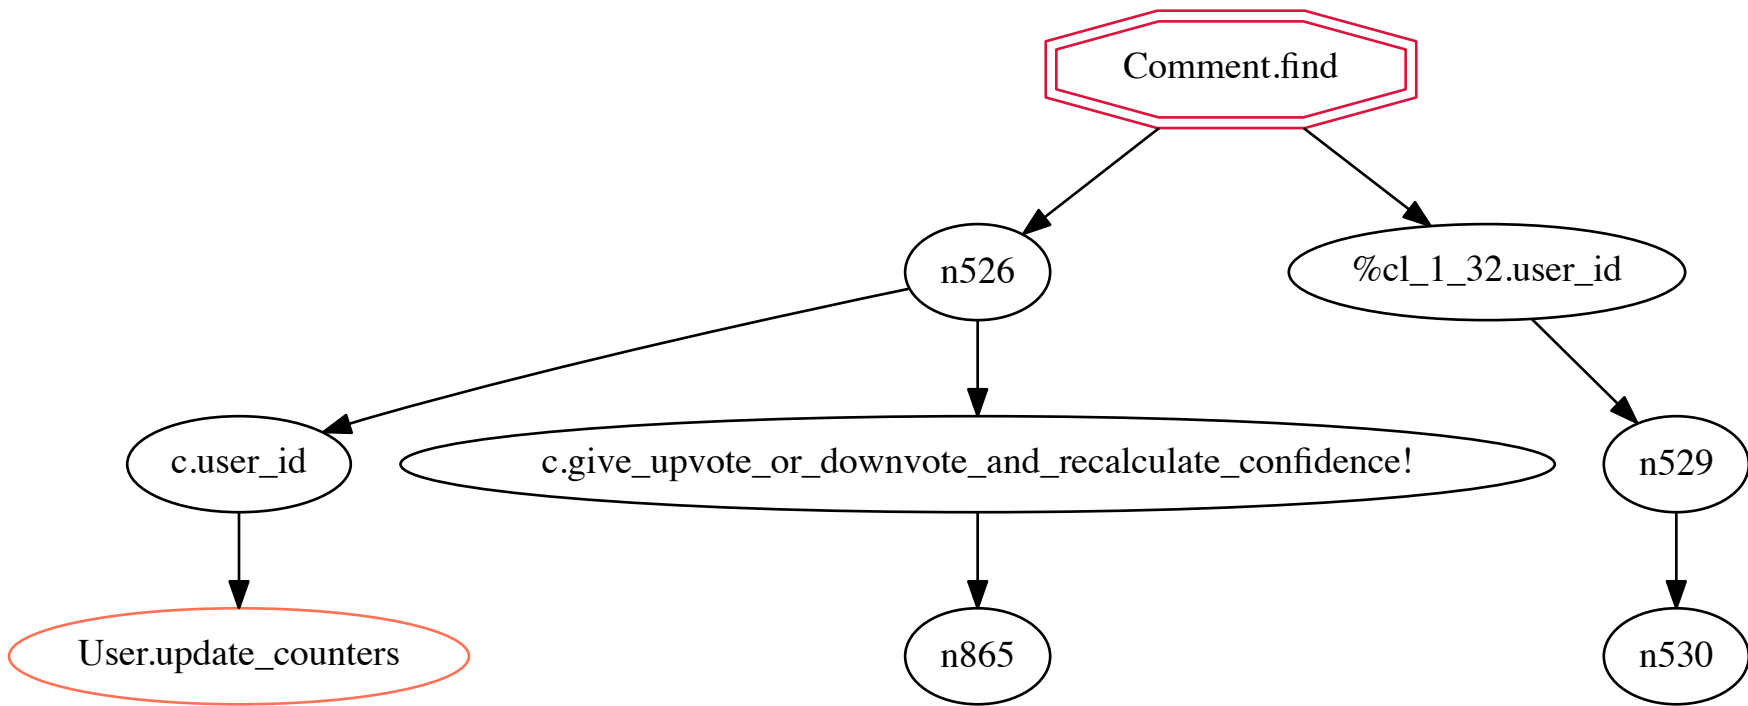 Comment.find
n526
%cl_1_32.user_id
c.user_id
c.give_upvote_or_downvote_and_recalculate_confidence!
n529
User.update_counters
n865
n530